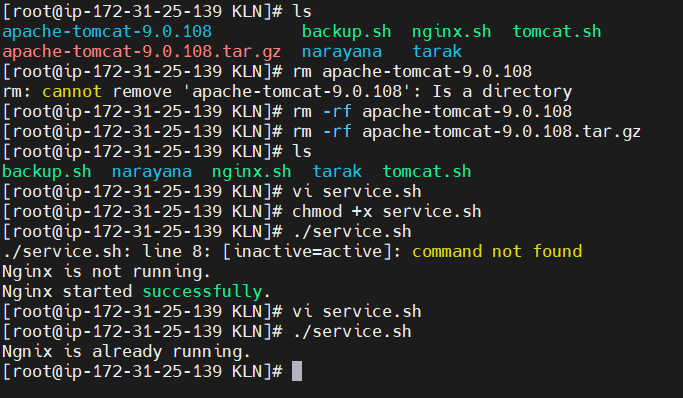 [root@ip-172-31-25-139 KLN]# ls
apache-tomcat-9.0.108         backup.sh  nginx.sh  tomcat.sh
apache-tomcat-9.0.108.tar.gz  narayana   tarak
[root@ip-172-31-25-139 KLN]# rm apache-tomcat-9.0.108
rm: cannot remove 'apache-tomcat-9.0.108': Is a directory
[root@ip-172-31-25-139 KLN]# rm -rf apache-tomcat-9.0.108
[root@ip-172-31-25-139 KLN]# rm -rf apache-tomcat-9.0.108.tar.gz
[root@ip-172-31-25-139 KLN]# ls
backup.sh  narayana  nginx.sh  tarak  tomcat.sh
[root@ip-172-31-25-139 KLN]# vi service.sh
[root@ip-172-31-25-139 KLN]# chmod +x service.sh
[root@ip-172-31-25-139 KLN]# ./service.sh
./service.sh: line 8: [inactive=active]: command not found
Nginx is not running.
Nginx started successfully.
[root@ip-172-31-25-139 KLN]# vi service.sh
[root@ip-172-31-25-139 KLN]# ./service.sh
Ngnix is already running.
[root@ip-172-31-25-139 KLN]#